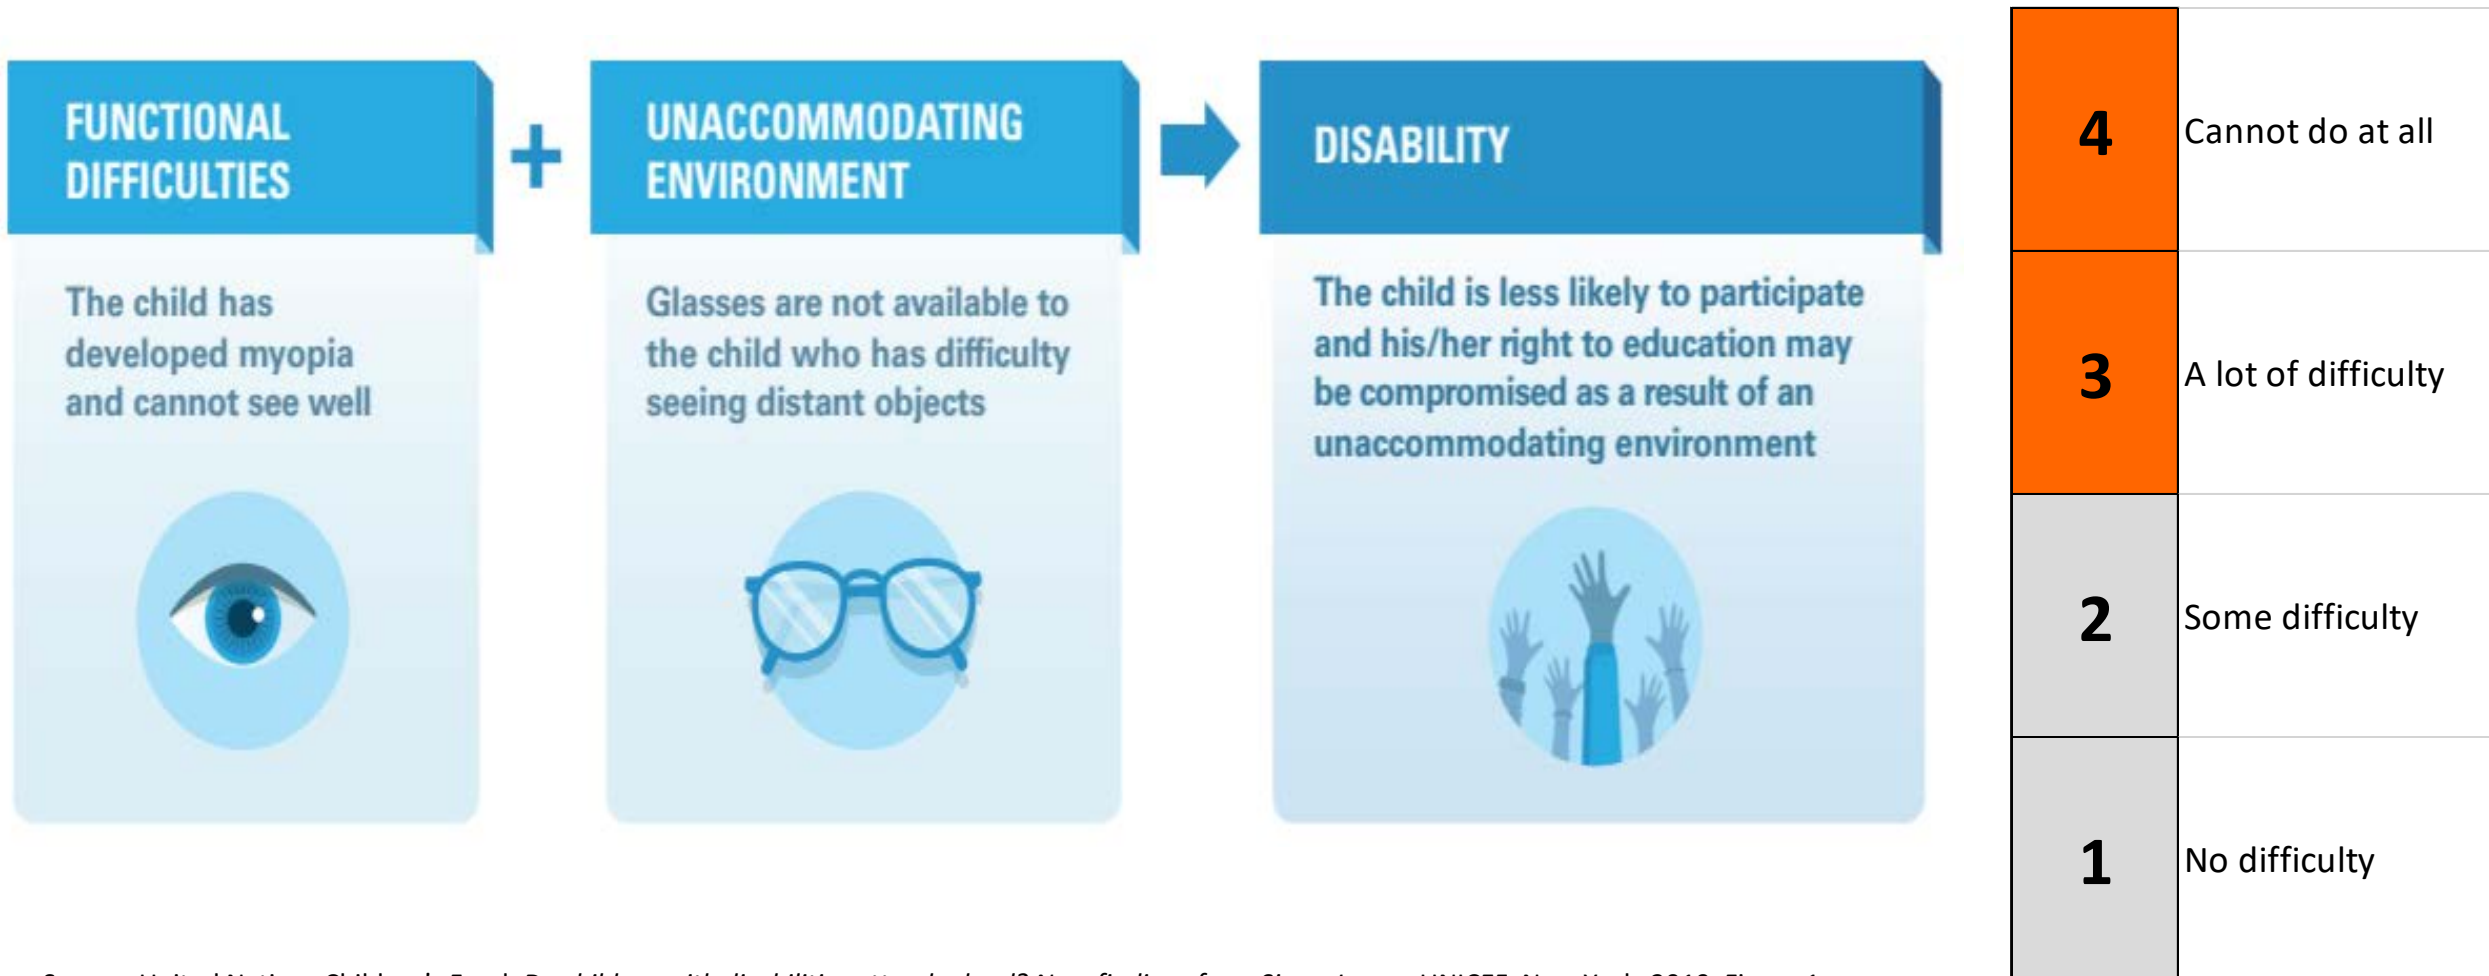 FUNCTIONAL
DIFFICULTIES
The child has
developed myopia
and cannot see well
+
UNACCOMMODATING
ENVIRONMENT
Glasses are not available to
the child who has difficulty
seeing distant objects
DISABILITY
The child is less likely to participate
and his/her right to education may
be compromised as a result of an
unaccommodating environment
4 Cannot do at all
3 A lot of difficulty
2 Some difficulty
1 No difficulty